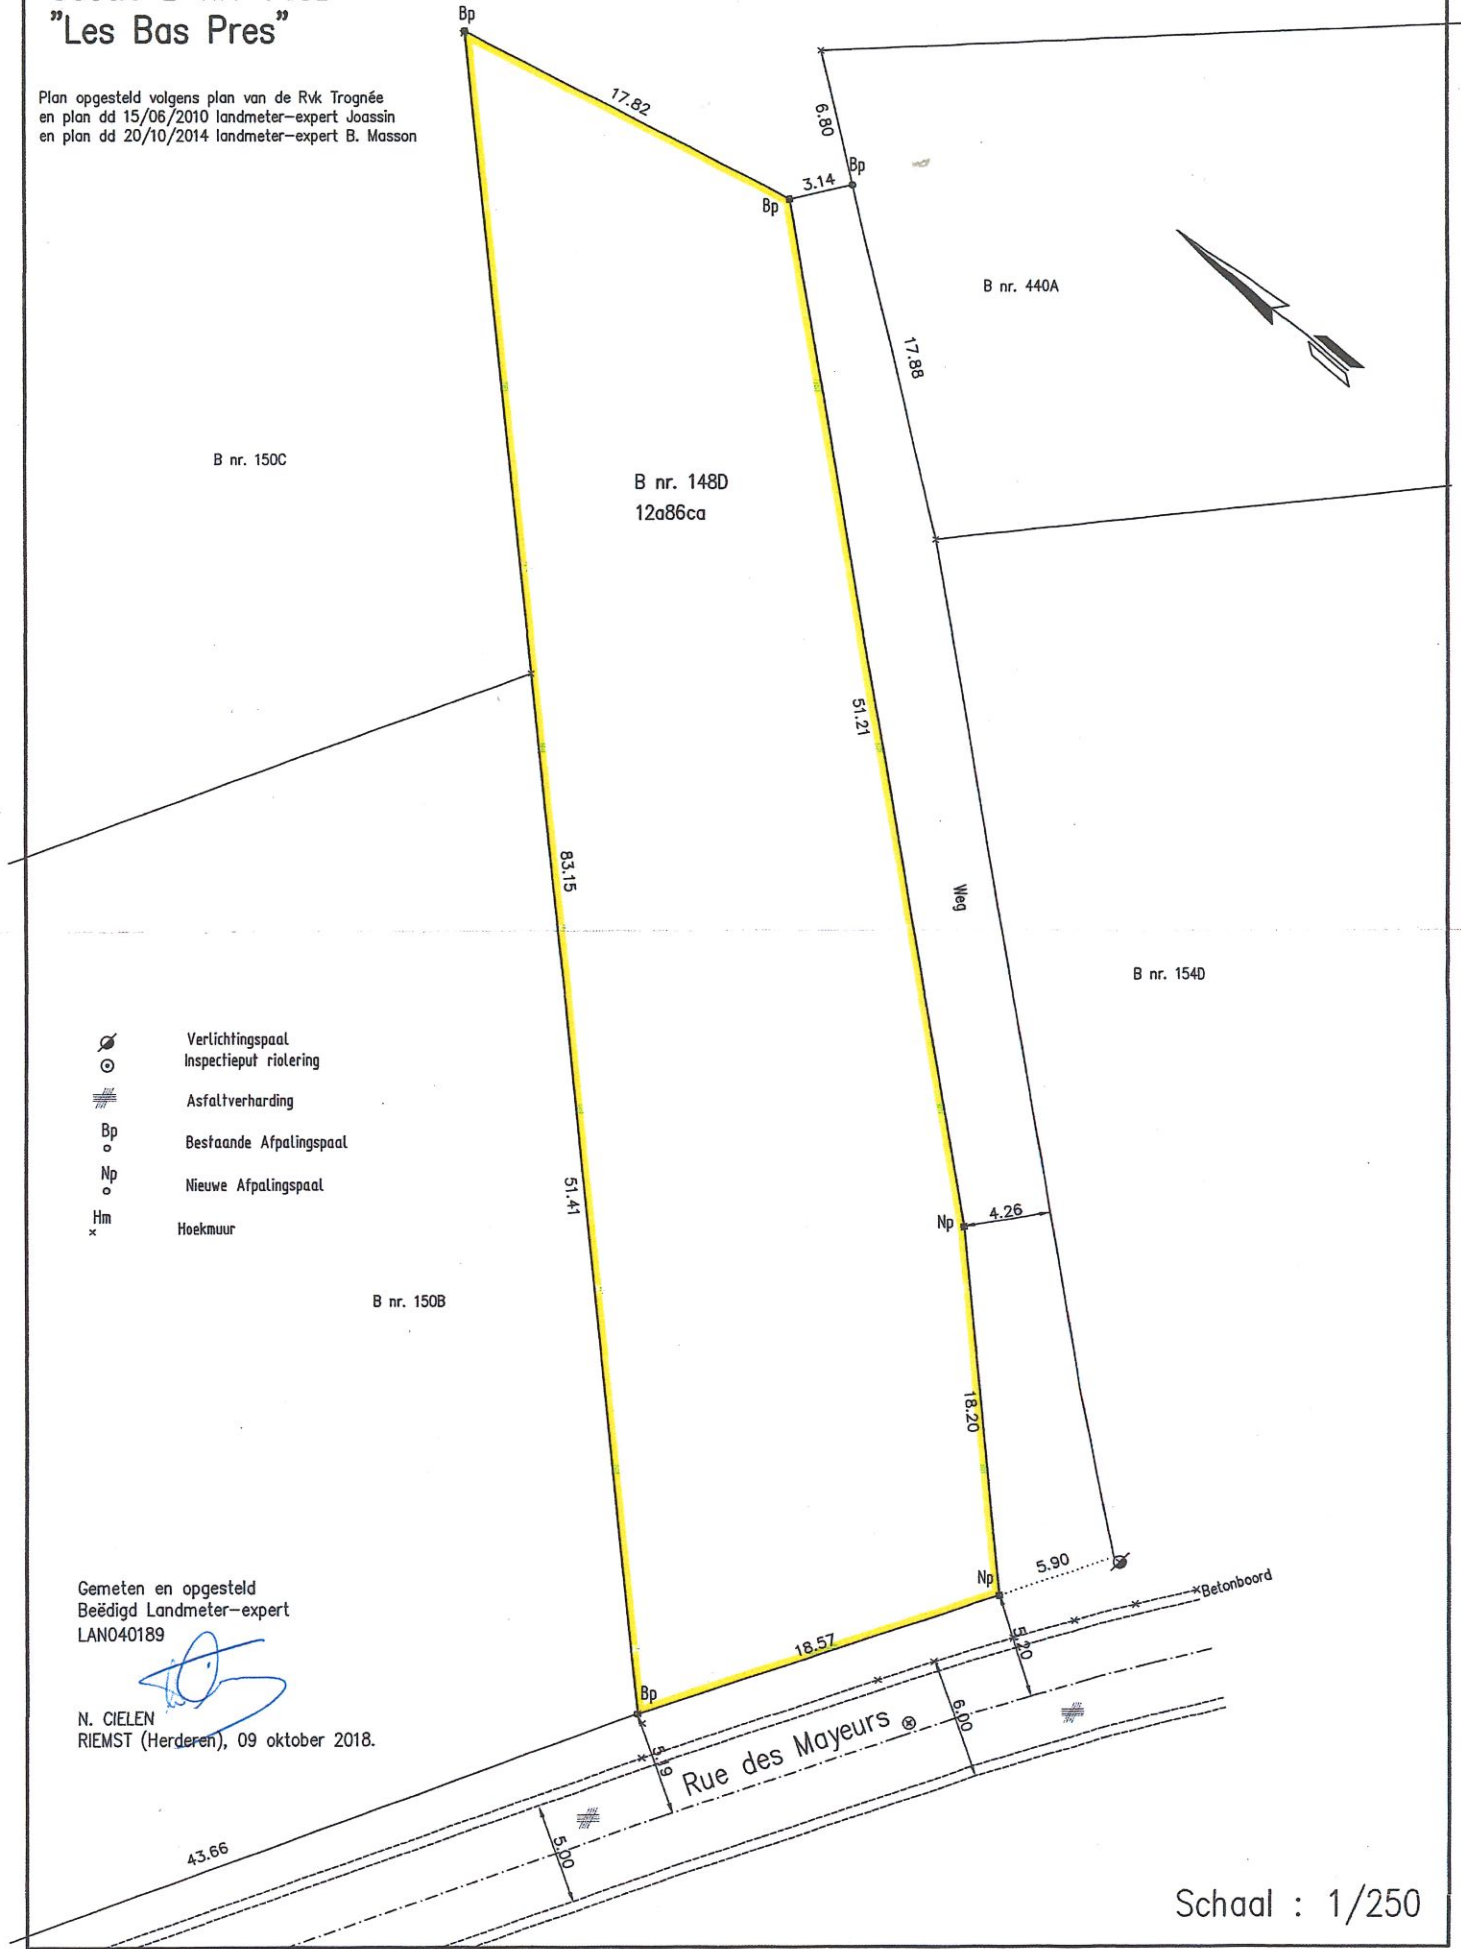 "Les Bas Pres"
Plan opgesteld volgens plan van de Rvk Trognée
en plan dd 15/06/2010 landmeter-expert Joassin
en plan dd 20/10/2014 landmeter-expert B. Masson
Bp
17.82
6.80
Bp
3.14
Bp
B nr. 440A
17.88
B nr. 150C
B nr. 148D
12a86ca
51.21
83.15
Weg
B nr. 154D
Verlichtingspaal
Inspectieput riolering
Asfaltverharding
Bp
Bestaande Afpalingspaal
Np
Nieuwe Afpalingspaal
Hm
Hoekmuur
51.41
Np
4.26
B nr. 150B
18.20
5.90
Np
Betonboord
Gemeten en opgesteld
Beëdigd Landmeter-expert
LAN040189
N. CIELEN
RIEMST (Herderen), 09 oktober 2018.
18.57
5.20
Bp
6.00
5.19
Rue des Mayeurs
43.66
5.00
Schaal : 1/250